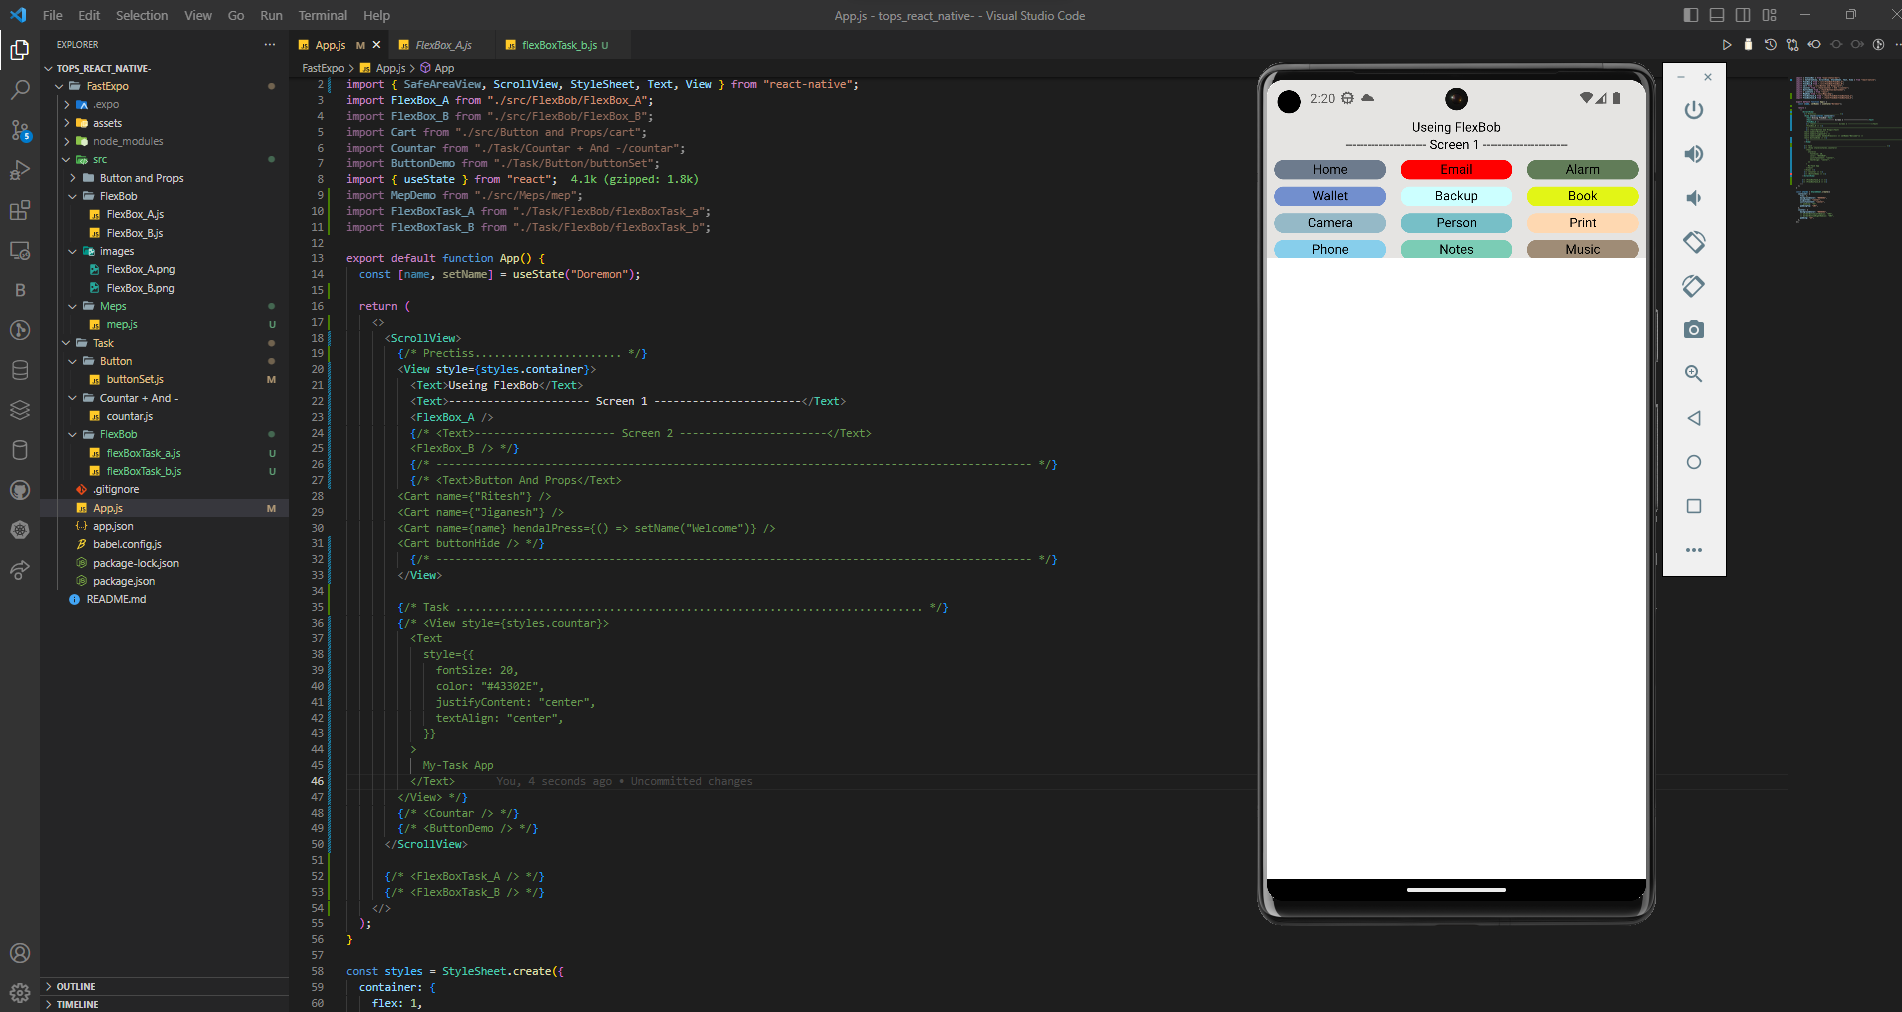 File Edit Selection View Go Run Terminal Help
App.js - tops_react_native- - Visual Studio Code
EXPLORER
TOPS_REACT_NATIVE-
FastExpo
.expo
assets
node_modules
src
Button and Props
FlexBob
FlexBox_A.js
FlexBox_B.js
images
FlexBox_A.png
FlexBox_B.png
Meps
mep.js U
Task
Button
buttonSet.js M
Countar + And -
countar.js
FlexBob
flexBoxTask_a.js U
flexBoxTask_b.js U
.gitignore
App.js M
app.json
babel.config.js
package-lock.json
package.json
README.md
OUTLINE
TIMELINE
5
App.js M
FlexBox_A.js
flexBoxTask_b.js U
FastExpo > App.js > App
2 import { SafeAreaView, ScrollView, StyleSheet, Text, View } from "react-native";
3 import FlexBox_A from "./src/FlexBob/FlexBox_A";
4 import FlexBox_B from "./src/FlexBob/FlexBox_B";
5 import Cart from "./src/Button and Props/cart";
6 import Countar from "./Task/Countar + And -/countar";
7 import ButtonDemo from "./Task/Button/buttonSet";
8 import { useState } from "react"; 4.1k (gzipped: 1.8k)
9 import MepDemo from "./src/Meps/mep";
10 import FlexBoxTask_A from "./Task/FlexBob/flexBoxTask_a";
11 import FlexBoxTask_B from "./Task/FlexBob/flexBoxTask_b";
12
13 export default function App() {
14 const [name, setName] = useState("Doremon");
15
16 return (
17 <>
18 <ScrollView>
19 {/* Prectiss....................... */}
20 <View style={styles.container}>
21 <Text>Useing FlexBob</Text>
22 <Text>---------------------- Screen 1 -----------------------</Text>
23 <FlexBox_A />
24 {/* <Text>---------------------- Screen 2 -----------------------</Text>
25 <FlexBox_B /> */}
26 {/* --------------------------------------------------------------------------------------------- */}
27 {/* <Text>Button And Props</Text>
28 <Cart name={"Ritesh"} />
29 <Cart name={"Jiganesh"} />
30 <Cart name={name} hendalPress={() => setName("Welcome")} />
31 <Cart buttonHide /> */}
32 {/* --------------------------------------------------------------------------------------------- */}
33 </View>
34
35 {/* Task ......................................................................... */}
36 {/* <View style={styles.countar}>
37 <Text
38 style={{
39 fontSize: 20,
40 color: "#43302E",
41 justifyContent: "center",
42 textAlign: "center",
43 }}
44 >
45 My-Task App
46 </Text> You, 4 seconds ago • Uncommitted changes
47 </View> */}
48 {/* <Countar /> */}
49 {/* <ButtonDemo /> */}
50 </ScrollView>
51
52 {/* <FlexBoxTask_A /> */}
53 {/* <FlexBoxTask_B /> */}
54 </>
55 );
56 }
57
58 const styles = StyleSheet.create({
59 container: {
60 flex: 1,
2:20
Useing FlexBob
---------------------- Screen 1 -----------------------
Home Email Alarm
Wallet Backup Book
Camera Person Print
Phone Notes Music